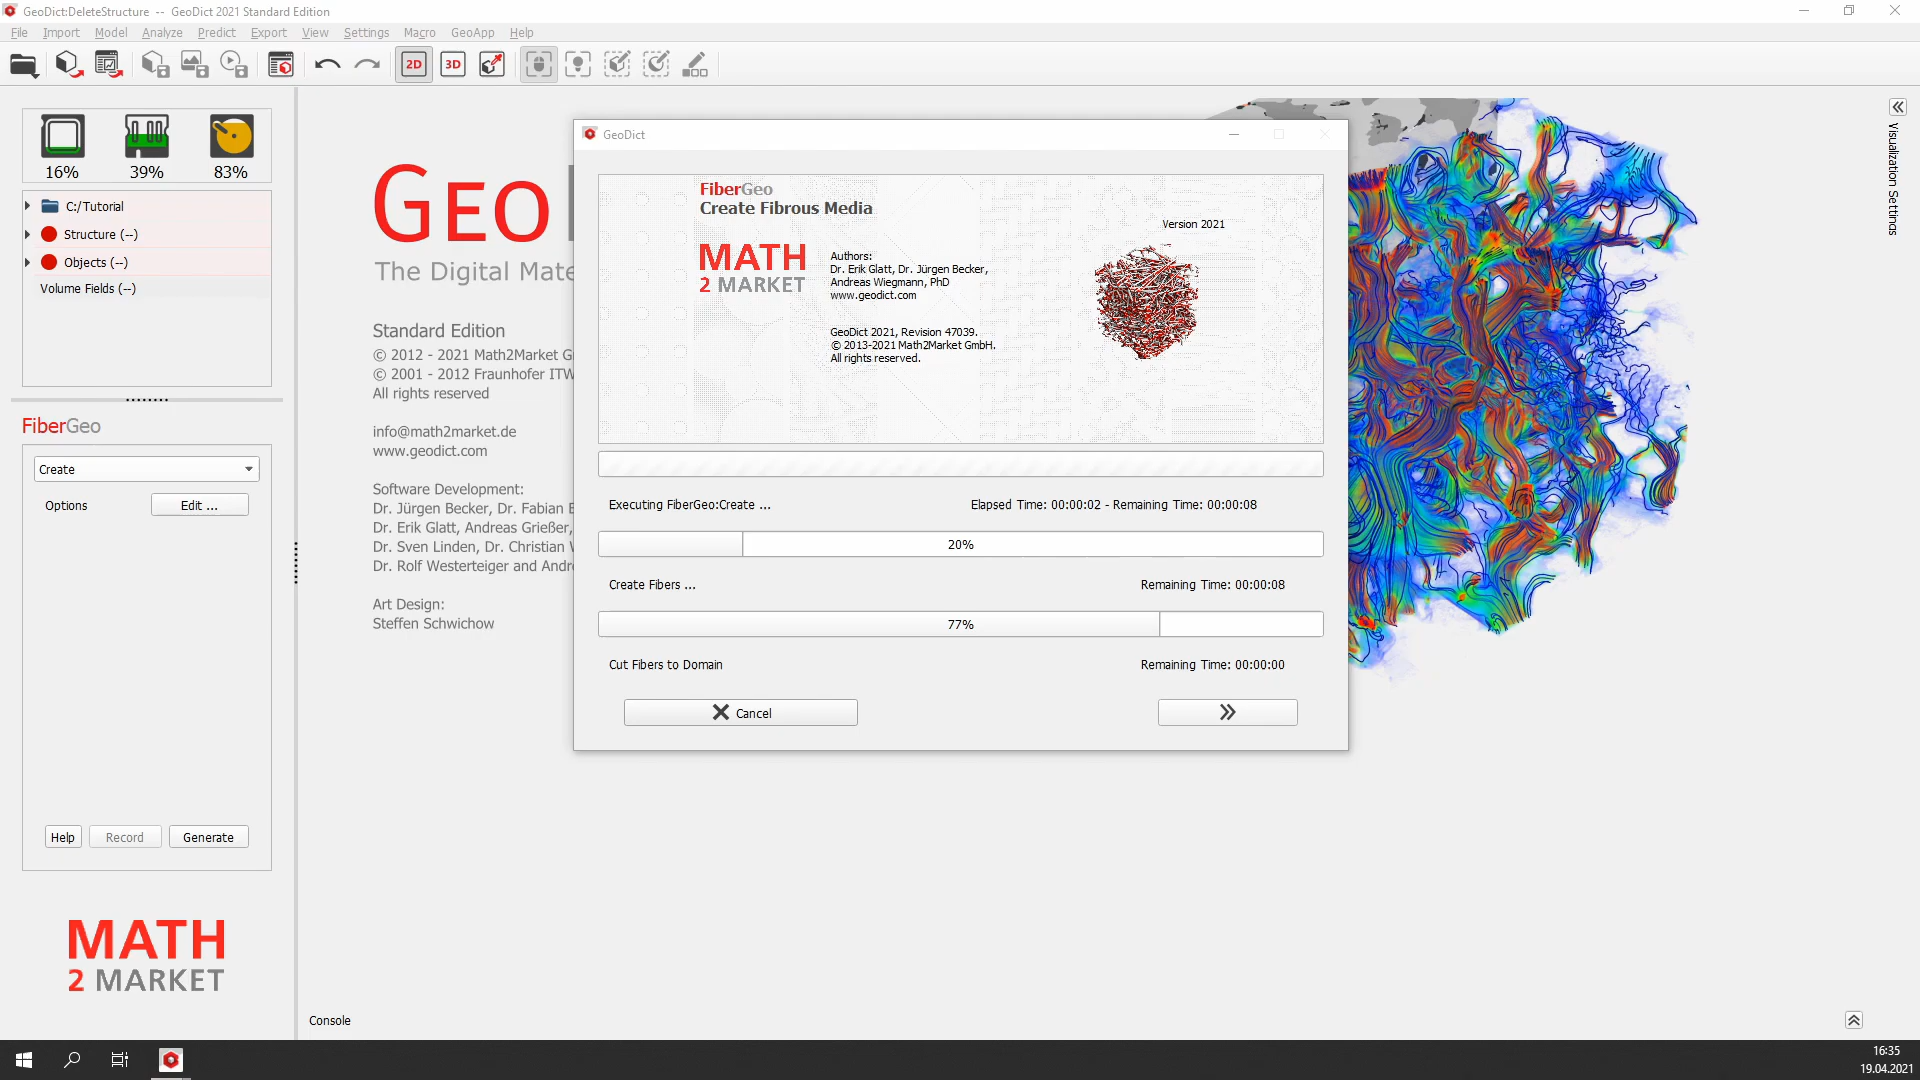 GeoDict:DeleteStructure -- GeoDict 2021 Standard Edition
File Import Model Analyze Predict Export View Settings Macro GeoApp Help
2D 3D
16% 39% 83%
C:/Tutorial
Structure (--)
Objects (--)
Volume Fields (--)
FiberGeo
Create
Options Edit ...
Help Record Generate
MATH
2 MARKET
GEO
The Digital Mate
Standard Edition
© 2012 - 2021 Math2Market G
© 2001 - 2012 Fraunhofer ITW
All rights reserved
info@math2market.de
www.geodict.com
Software Development:
Dr. Jürgen Becker, Dr. Fabian B
Dr. Erik Glatt, Andreas Grießer,
Dr. Sven Linden, Dr. Christian W
Dr. Rolf Westerteiger and Andre
Art Design:
Steffen Schwichow
GeoDict
FiberGeo
Create Fibrous Media
Version 2021
MATH
2 MARKET
Authors:
Dr. Erik Glatt, Dr. Jürgen Becker,
Andreas Wiegmann, PhD
www.geodict.com
GeoDict 2021, Revision 47039.
© 2013-2021 Math2Market GmbH.
All rights reserved.
Executing FiberGeo:Create ... Elapsed Time: 00:00:02 - Remaining Time: 00:00:08
20%
Create Fibers ... Remaining Time: 00:00:08
77%
Cut Fibers to Domain Remaining Time: 00:00:00
Cancel
Visualization Settings
Console
16:35
19.04.2021